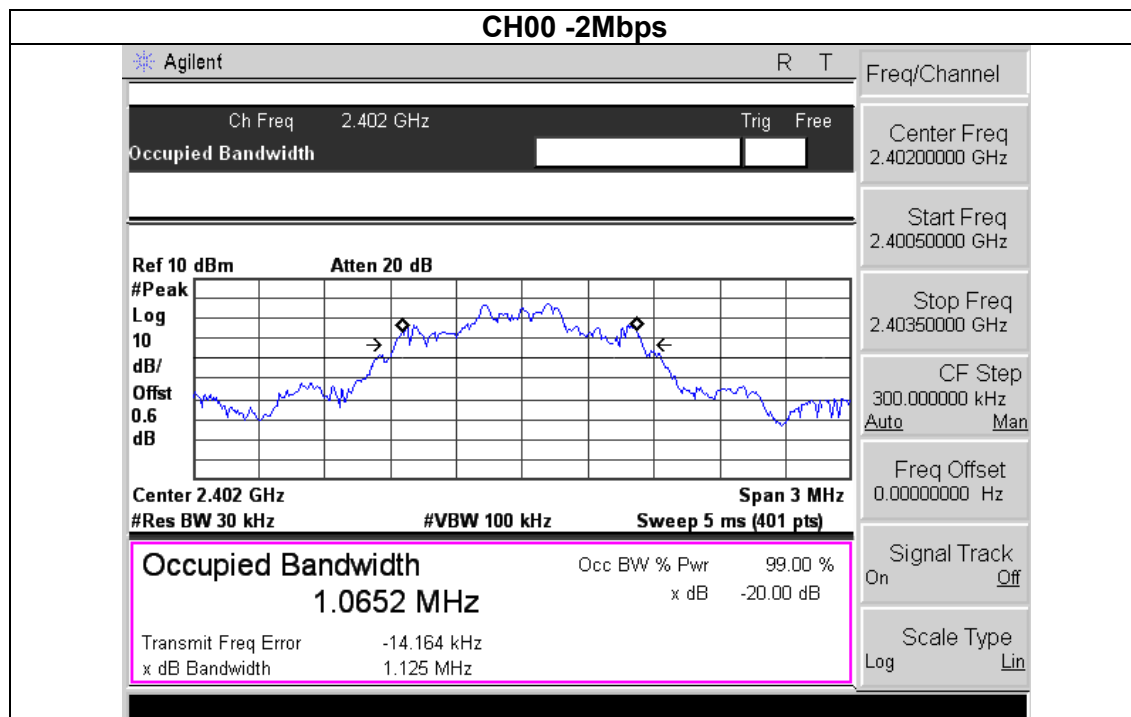 CH00 -2Mbps
Agilent R T
Ch Freq 2.402 GHz Trig Free
Occupied Bandwidth
Ref 10 dBm Atten 20 dB
#Peak
Log
10
dB/
Offst
0.6
dB
Center 2.402 GHz Span 3 MHz
#Res BW 30 kHz #VBW 100 kHz Sweep 5 ms (401 pts)
Occupied Bandwidth Occ BW % Pwr 99.00 %
1.0652 MHz x dB -20.00 dB
Transmit Freq Error -14.164 kHz
x dB Bandwidth 1.125 MHz
Freq/Channel
Center Freq
2.40200000 GHz
Start Freq
2.40050000 GHz
Stop Freq
2.40350000 GHz
CF Step
300.000000 kHz
Auto Man
Freq Offset
0.00000000 Hz
Signal Track
On Off
Scale Type
Log Lin